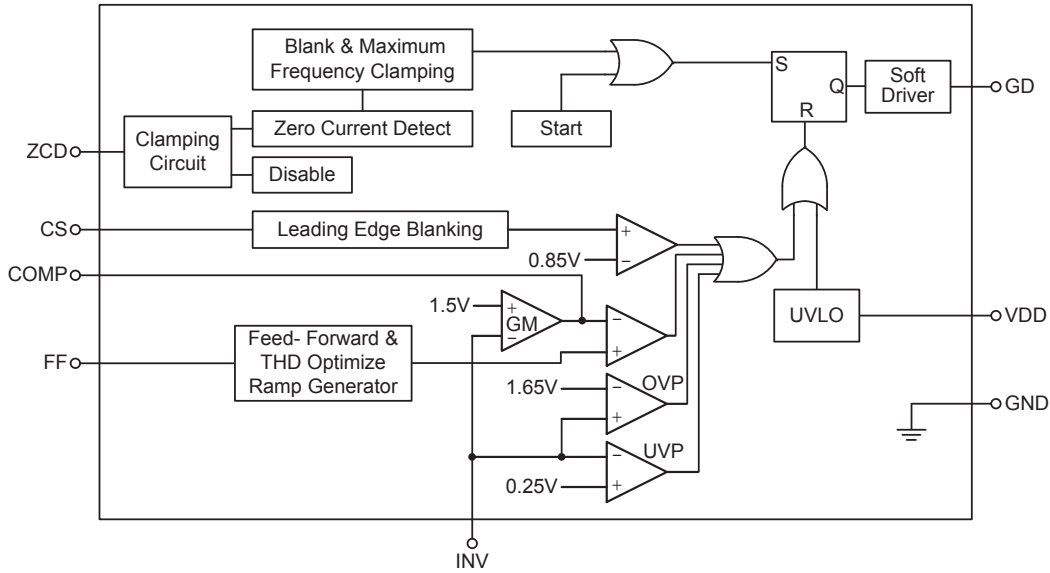 Blank & Maximum
Frequency Clamping
S
Q
R
Soft
Driver
GD
Zero Current Detect
Start
ZCD
Clamping
Circuit
Disable
CS
Leading Edge Blanking
+
0.85V
−
COMP
1.5V
+
GM
−
−
+
UVLO
VDD
FF
Feed- Forward &
THD Optimize
Ramp Generator
1.65V
−
+
OVP
GND
−
UVP
0.25V
+
INV